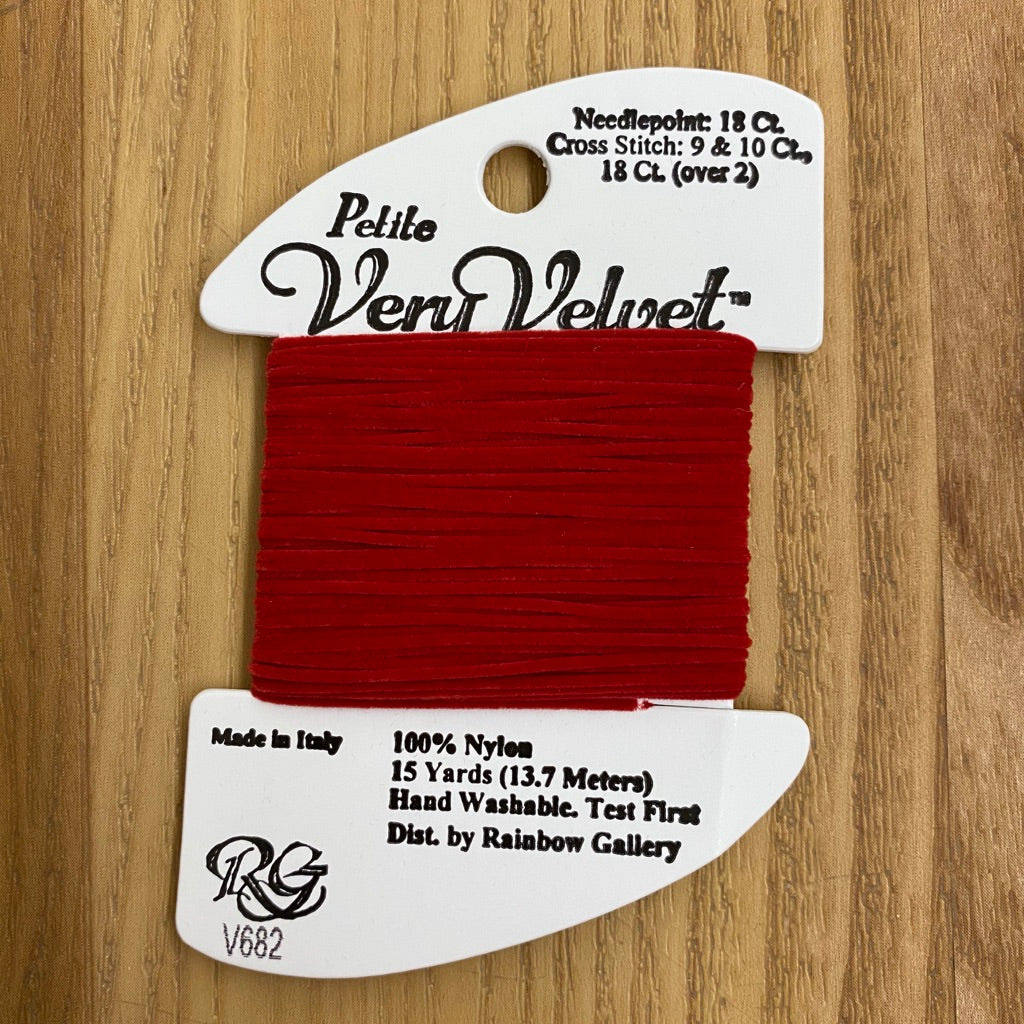 Needlepoint: 18 Ct.
Cross Stitch: 9 & 10 Ct.,
18 Ct. (over 2)
Petite
Very Velvet™
Made in Italy
100% Nylon
15 Yards (13.7 Meters)
Hand Washable. Test First
Dist. by Rainbow Gallery
RG
V682